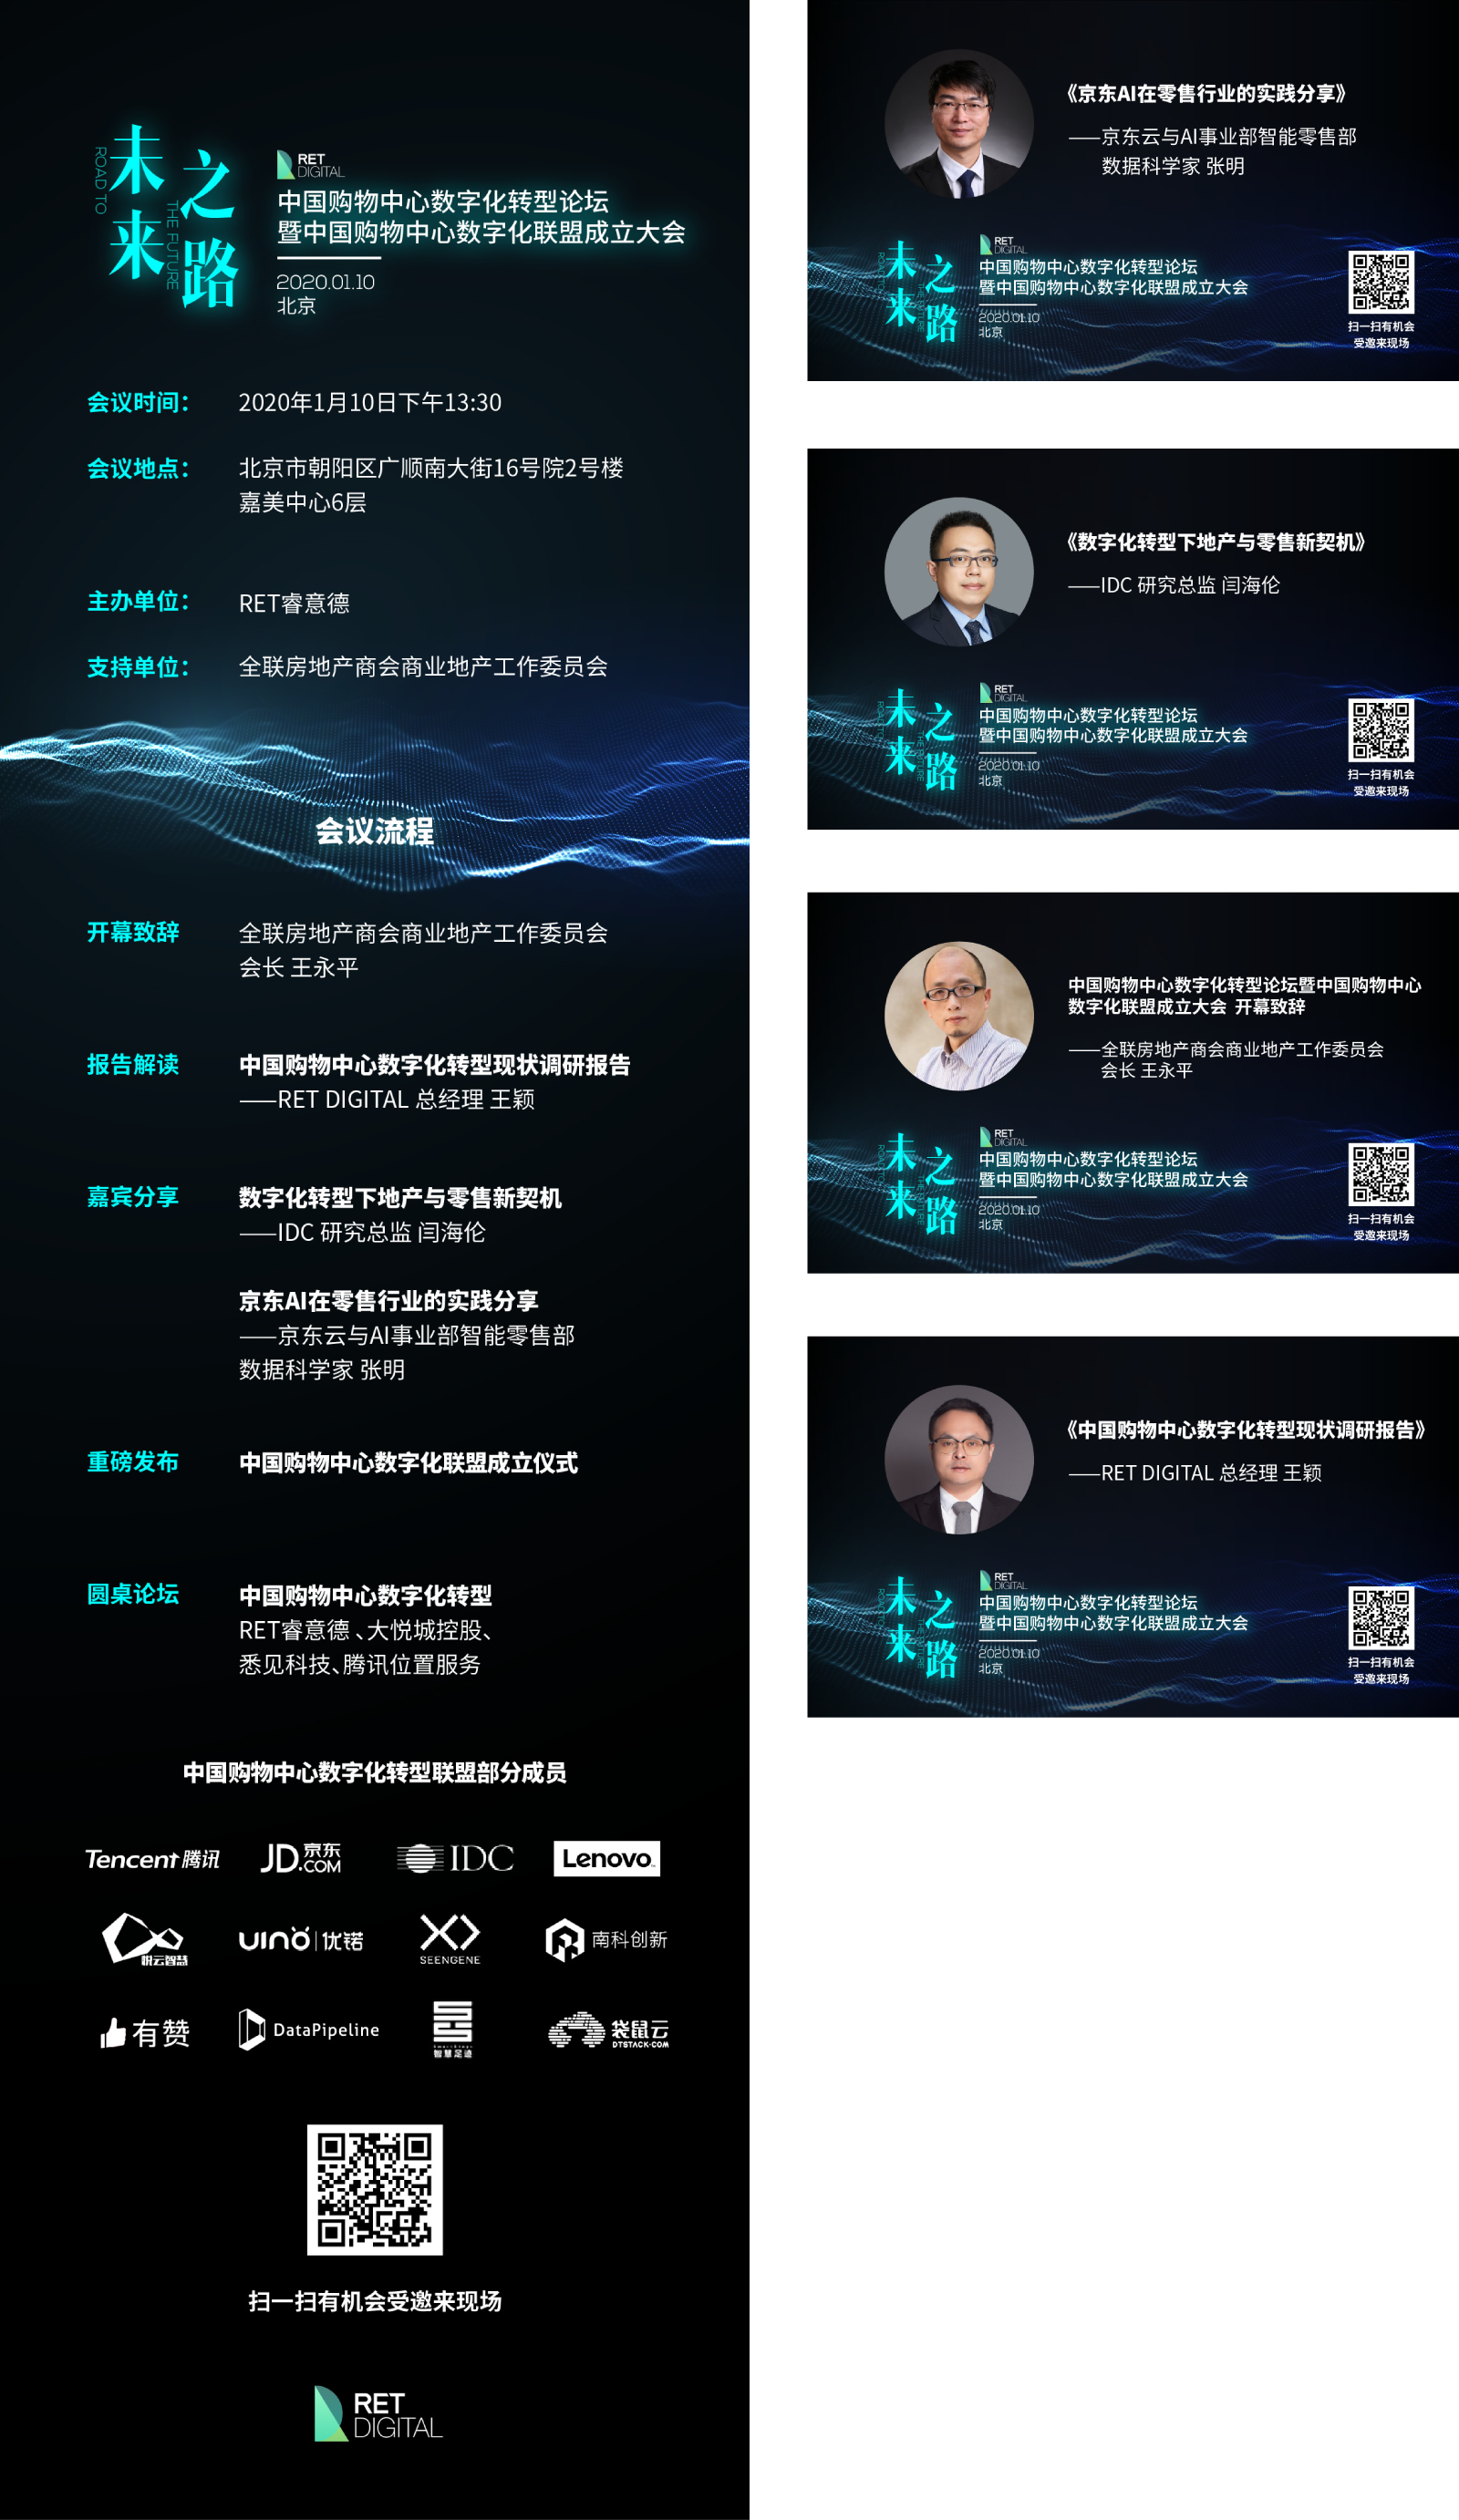 未来之路
ROAD TO
THE FUTURE
RET
DIGITAL
中国购物中心数字化转型论坛
暨中国购物中心数字化联盟成立大会
2020.01.10
北京
会议时间：
2020年1月10日下午13:30
会议地点：
北京市朝阳区广顺南大街16号院2号楼
嘉美中心6层
主办单位：
RET睿意德
支持单位：
全联房地产商会商业地产工作委员会
会议流程
开幕致辞
全联房地产商会商业地产工作委员会
会长 王永平
报告解读
中国购物中心数字化转型现状调研报告
——RET DIGITAL 总经理 王颖
嘉宾分享
数字化转型下地产与零售新契机
——IDC 研究总监 闫海伦
京东AI在零售行业的实践分享
——京东云与AI事业部智能零售部
数据科学家 张明
重磅发布
中国购物中心数字化联盟成立仪式
圆桌论坛
中国购物中心数字化转型
RET睿意德、大悦城控股、
悉见科技、腾讯位置服务
中国购物中心数字化转型联盟部分成员
Tencent 腾讯
JD.COM 京东
IDC
Lenovo
悦云智慧
UINO 优锘
SEENGENE
南科创新
有赞
DataPipeline
智慧足迹
袋鼠云
DTSTACK.COM
扫一扫有机会受邀来现场
RET
DIGITAL
《京东AI在零售行业的实践分享》
——京东云与AI事业部智能零售部
数据科学家 张明
未来之路
RET
DIGITAL
中国购物中心数字化转型论坛
暨中国购物中心数字化联盟成立大会
2020.01.10
北京
扫一扫有机会
受邀来现场
《数字化转型下地产与零售新契机》
——IDC 研究总监 闫海伦
未来之路
RET
DIGITAL
中国购物中心数字化转型论坛
暨中国购物中心数字化联盟成立大会
2020.01.10
北京
扫一扫有机会
受邀来现场
中国购物中心数字化转型论坛暨中国购物中心
数字化联盟成立大会 开幕致辞
——全联房地产商会商业地产工作委员会
会长 王永平
未来之路
RET
DIGITAL
中国购物中心数字化转型论坛
暨中国购物中心数字化联盟成立大会
2020.01.10
北京
扫一扫有机会
受邀来现场
《中国购物中心数字化转型现状调研报告》
——RET DIGITAL 总经理 王颖
未来之路
RET
DIGITAL
中国购物中心数字化转型论坛
暨中国购物中心数字化联盟成立大会
2020.01.10
北京
扫一扫有机会
受邀来现场